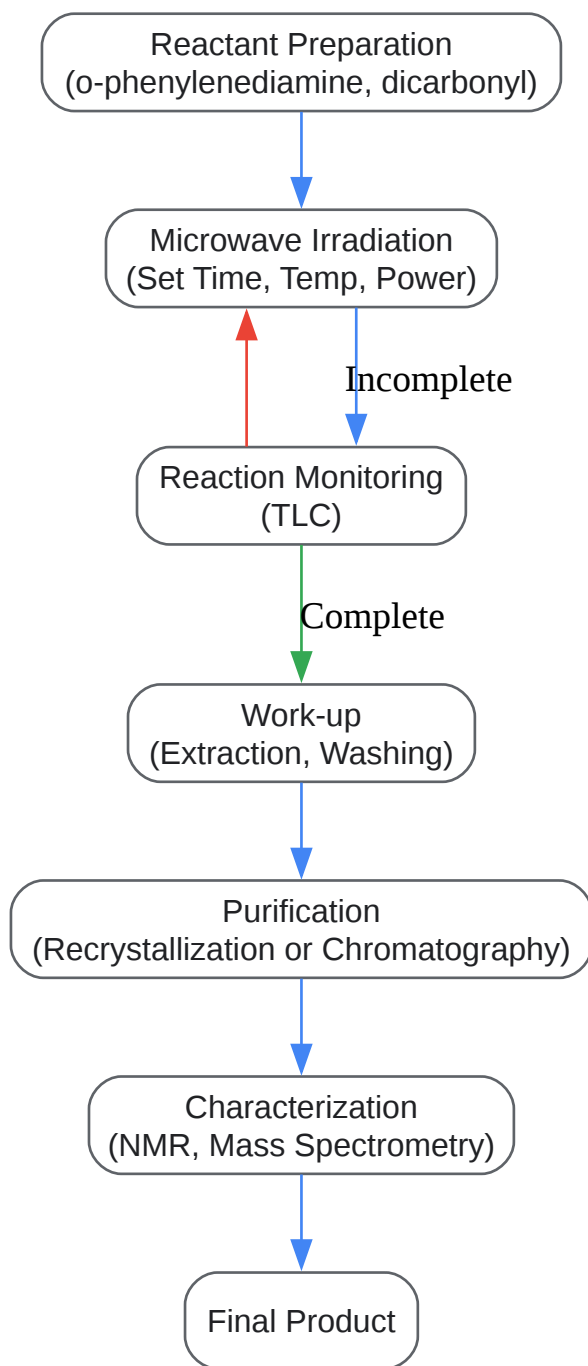 Reactant Preparation
(o-phenylenediamine, dicarbonyl)
Microwave Irradiation
(Set Time, Temp, Power)
Incomplete
Reaction Monitoring
(TLC)
Complete
Work-up
(Extraction, Washing)
Purification
(Recrystallization or Chromatography)
Characterization
(NMR, Mass Spectrometry)
Final Product